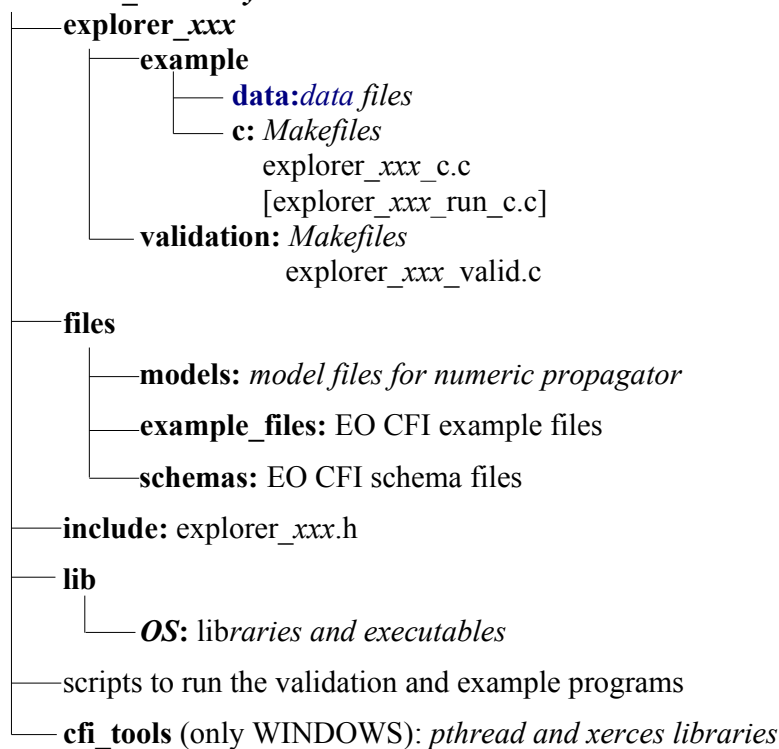 explorer_xxx
example
data:data files
c: Makefiles
explorer_xxx_c.c
[explorer_xxx_run_c.c]
validation: Makefiles
explorer_xxx_valid.c
files
models: model files for numeric propagator
example_files: EO CFI example files
schemas: EO CFI schema files
include: explorer_xxx.h
lib
OS: libraries and executables
scripts to run the validation and example programs
cfi_tools (only WINDOWS): pthread and xerces libraries